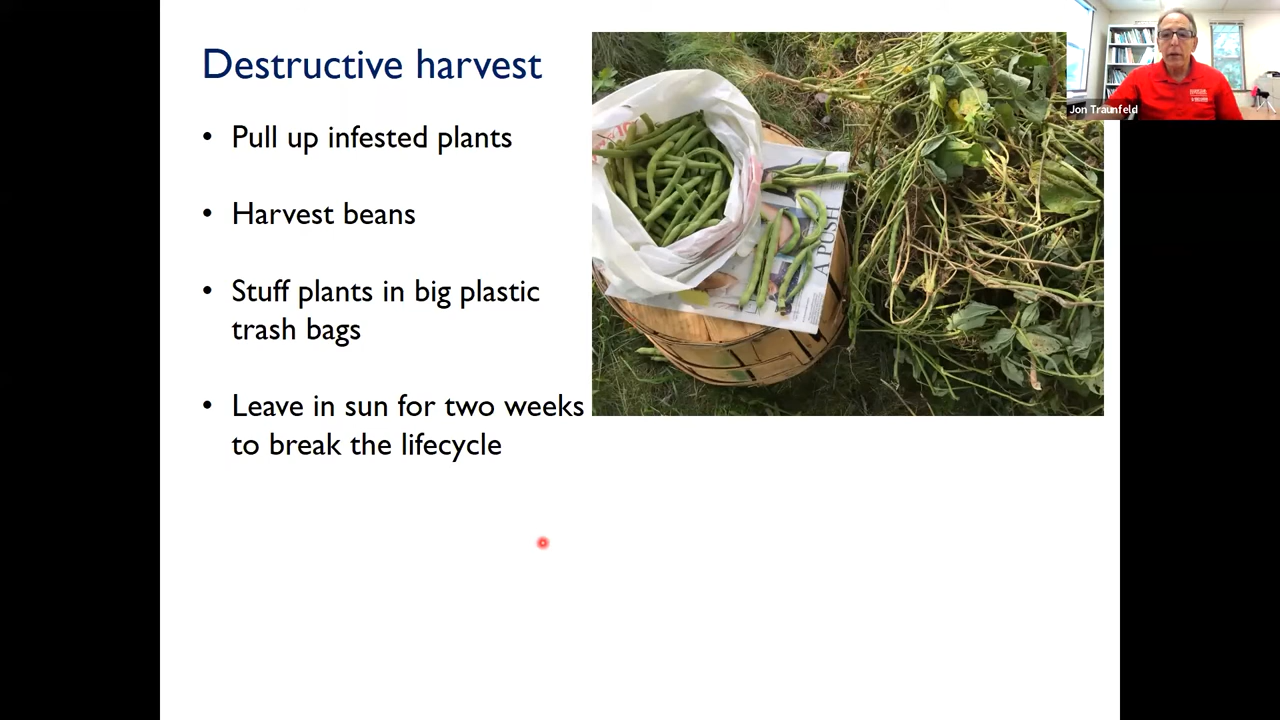 Destructive harvest
• Pull up infested plants
• Harvest beans
• Stuff plants in big plastic
trash bags
• Leave in sun for two weeks
to break the lifecycle
A PUSH
Jon Traunfeld